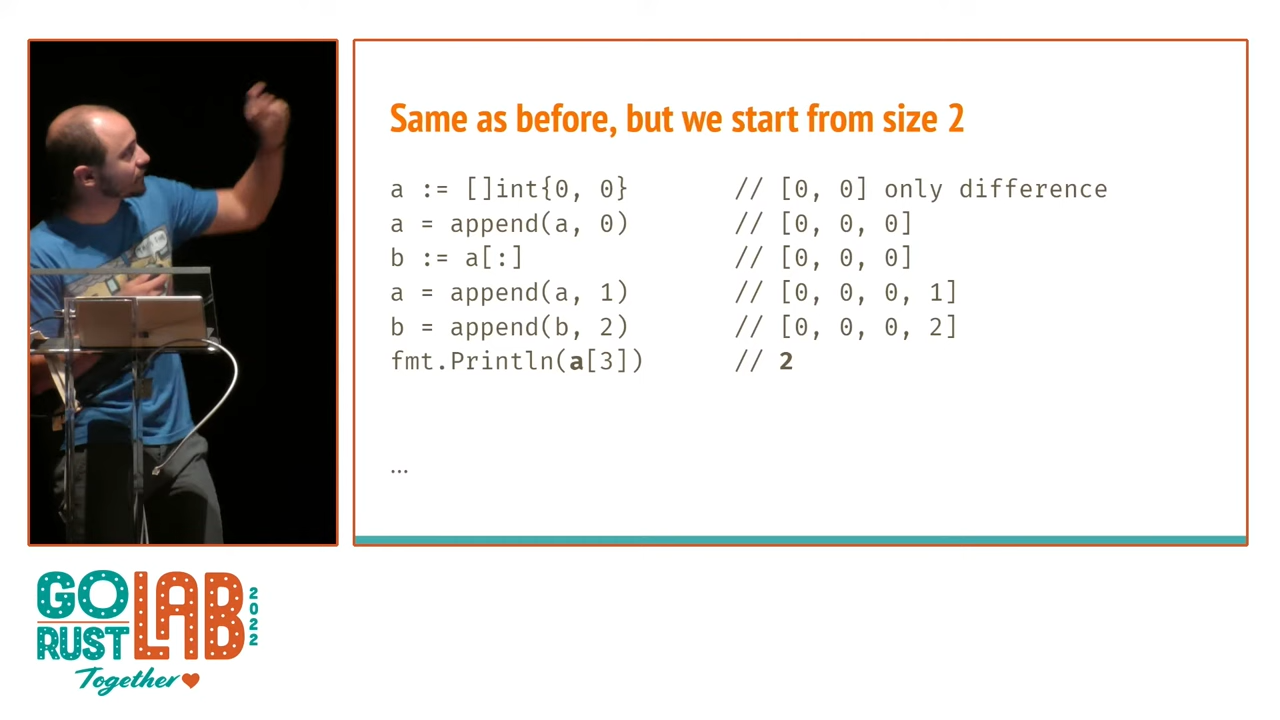 Same as before, but we start from size 2
a := []int{0, 0} // [0, 0] only difference
a = append(a, 0) // [0, 0, 0]
b := a[:] // [0, 0, 0]
a = append(a, 1) // [0, 0, 0, 1]
b = append(b, 2) // [0, 0, 0, 2]
fmt.Println(a[3]) // 2
...
GO LAB 2022
RUST
Together